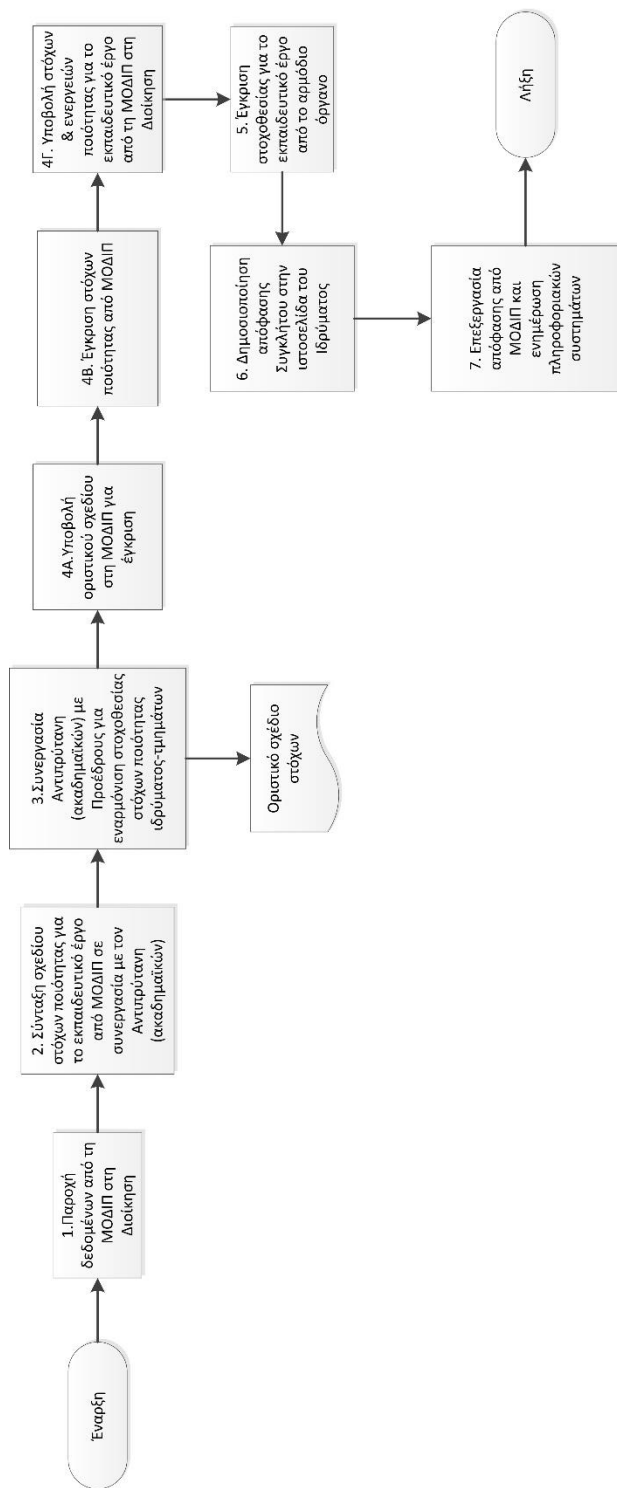 Έναρξη
1.Παροχή
δεδομένων από τη
ΜΟΔΙΠ στη
Διοίκηση
2. Σύνταξη σχεδίου
στόχων ποιότητας για
το εκπαιδευτικό έργο
από ΜΟΔΙΠ σε
συνεργασία με τον
Αντιπρύτανη
(ακαδημαϊκών)
3.Συνεργασία
Αντιπρύτανη
(ακαδημαϊκών) με
Προέδρους για
εναρμόνιση στοχοθεσίας
στόχων ποιότητας
ιδρύματος-τμημάτων
Οριστικό σχέδιο
στόχων
4Α.Υποβολή
οριστικού σχεδίου
στη ΜΟΔΙΠ για
έγκριση
4Β. Έγκριση στόχων
ποιότητας από ΜΟΔΙΠ
4Γ. Υποβολή στόχων
& ενεργειών
ποιότητας για το
εκπαιδευτικό έργο
από τη ΜΟΔΙΠ στη
Διοίκηση
5. Έγκριση
στοχοθεσίας για το
εκπαιδευτικό έργο
από το αρμόδιο
όργανο
6. Δημοσιοποίηση
απόφασης
Συγκλήτου στην
ιστοσελίδα του
Ιδρύματος
7. Επεξεργασία
απόφασης από
ΜΟΔΙΠ και
ενημέρωση
πληροφοριακών
συστημάτων
Λήξη